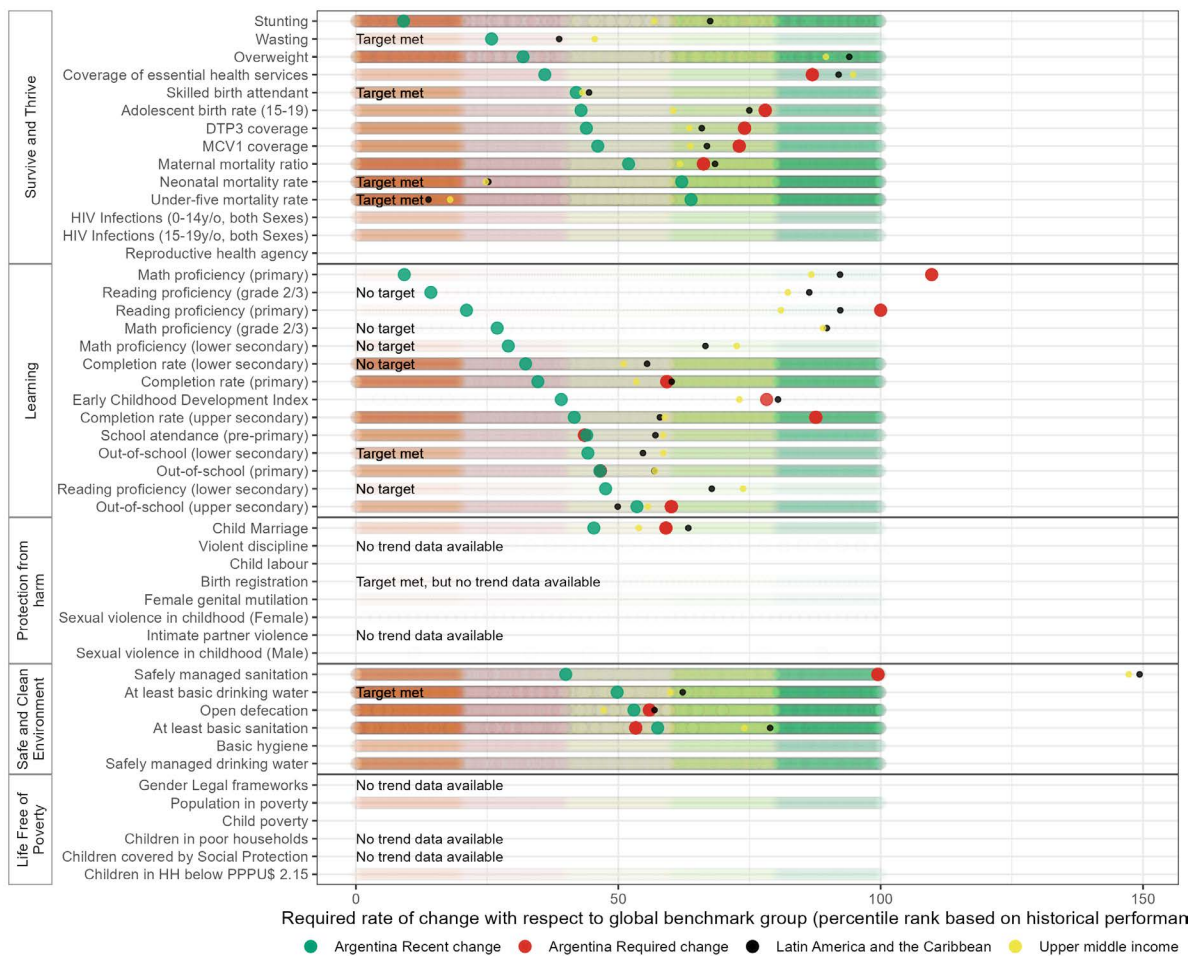 Survive and Thrive
Stunting
Wasting
Target met
Overweight
Coverage of essential health services
Skilled birth attendant
Target met
Adolescent birth rate (15-19)
DTP3 coverage
MCV1 coverage
Maternal mortality ratio
Neonatal mortality rate
Target met
Under-five mortality rate
Target met
HIV Infections (0-14y/o, both Sexes)
HIV Infections (15-19y/o, both Sexes)
Reproductive health agency
Learning
Math proficiency (primary)
Reading proficiency (grade 2/3)
No target
Reading proficiency (primary)
Math proficiency (grade 2/3)
No target
Math proficiency (lower secondary)
No target
Completion rate (lower secondary)
No target
Completion rate (primary)
Early Childhood Development Index
Completion rate (upper secondary)
School atendance (pre-primary)
Out-of-school (lower secondary)
Target met
Out-of-school (primary)
Reading proficiency (lower secondary)
No target
Out-of-school (upper secondary)
Protection from
harm
Child Marriage
Violent discipline
No trend data available
Child labour
Birth registration
Target met, but no trend data available
Female genital mutilation
Sexual violence in childhood (Female)
Intimate partner violence
No trend data available
Sexual violence in childhood (Male)
Safe and Clean
Environment
Safely managed sanitation
At least basic drinking water
Target met
Open defecation
At least basic sanitation
Basic hygiene
Safely managed drinking water
Life Free of
Poverty
Gender Legal frameworks
No trend data available
Population in poverty
Child poverty
Children in poor households
No trend data available
Children covered by Social Protection
No trend data available
Children in HH below PPPU$ 2.15
0 50 100 150
Required rate of change with respect to global benchmark group (percentile rank based on historical performan
Argentina Recent change
Argentina Required change
Latin America and the Caribbean
Upper middle income